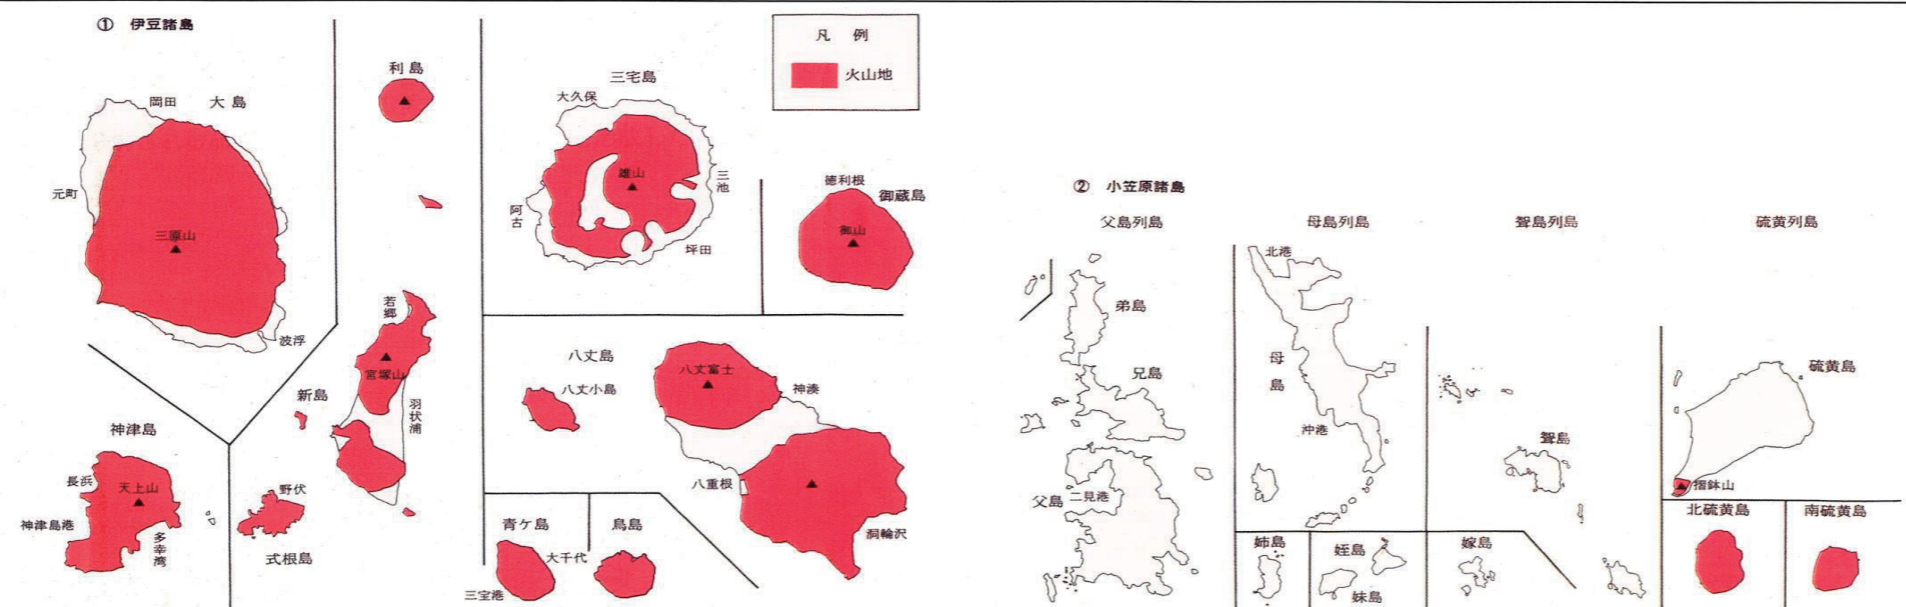 ① 伊豆諸島
凡 例
火山地
大島
岡田
元町
三原山
波浮
利島
新島
若郷
宮塚山
羽状浦
神津島
長浜
天上山
神津島港
多幸湾
野伏
式根島
三宅島
大久保
雄山
三池
阿古
坪田
御蔵島
徳利根
御山
八丈島
八丈小島
八丈富士
神湊
八重根
洞輪沢
青ケ島
大千代
三宝港
鳥島
② 小笠原諸島
父島列島
弟島
兄島
父島
二見港
母島列島
北港
母島
沖港
姉島
姪島
妹島
聟島列島
聟島
嫁島
硫黄列島
硫黄島
摺鉢山
北硫黄島
南硫黄島